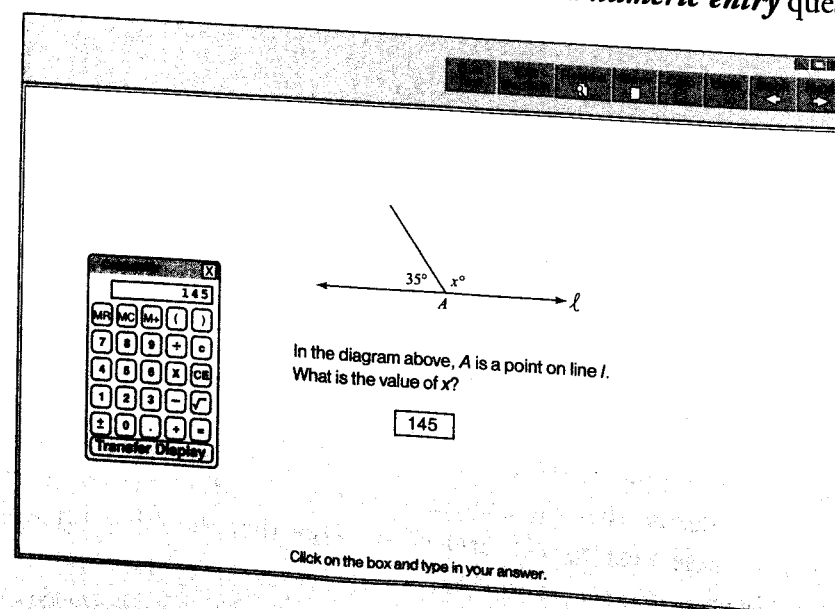 numeric entry que
X
145
MR MC M+ ( )
7 8 9 ÷ C
4 5 6 X CE
1 2 3 − √
± 0 . + =
Transfer Display
35° x°
A
ℓ
In the diagram above, A is a point on line l.
What is the value of x?
145
Click on the box and type in your answer.